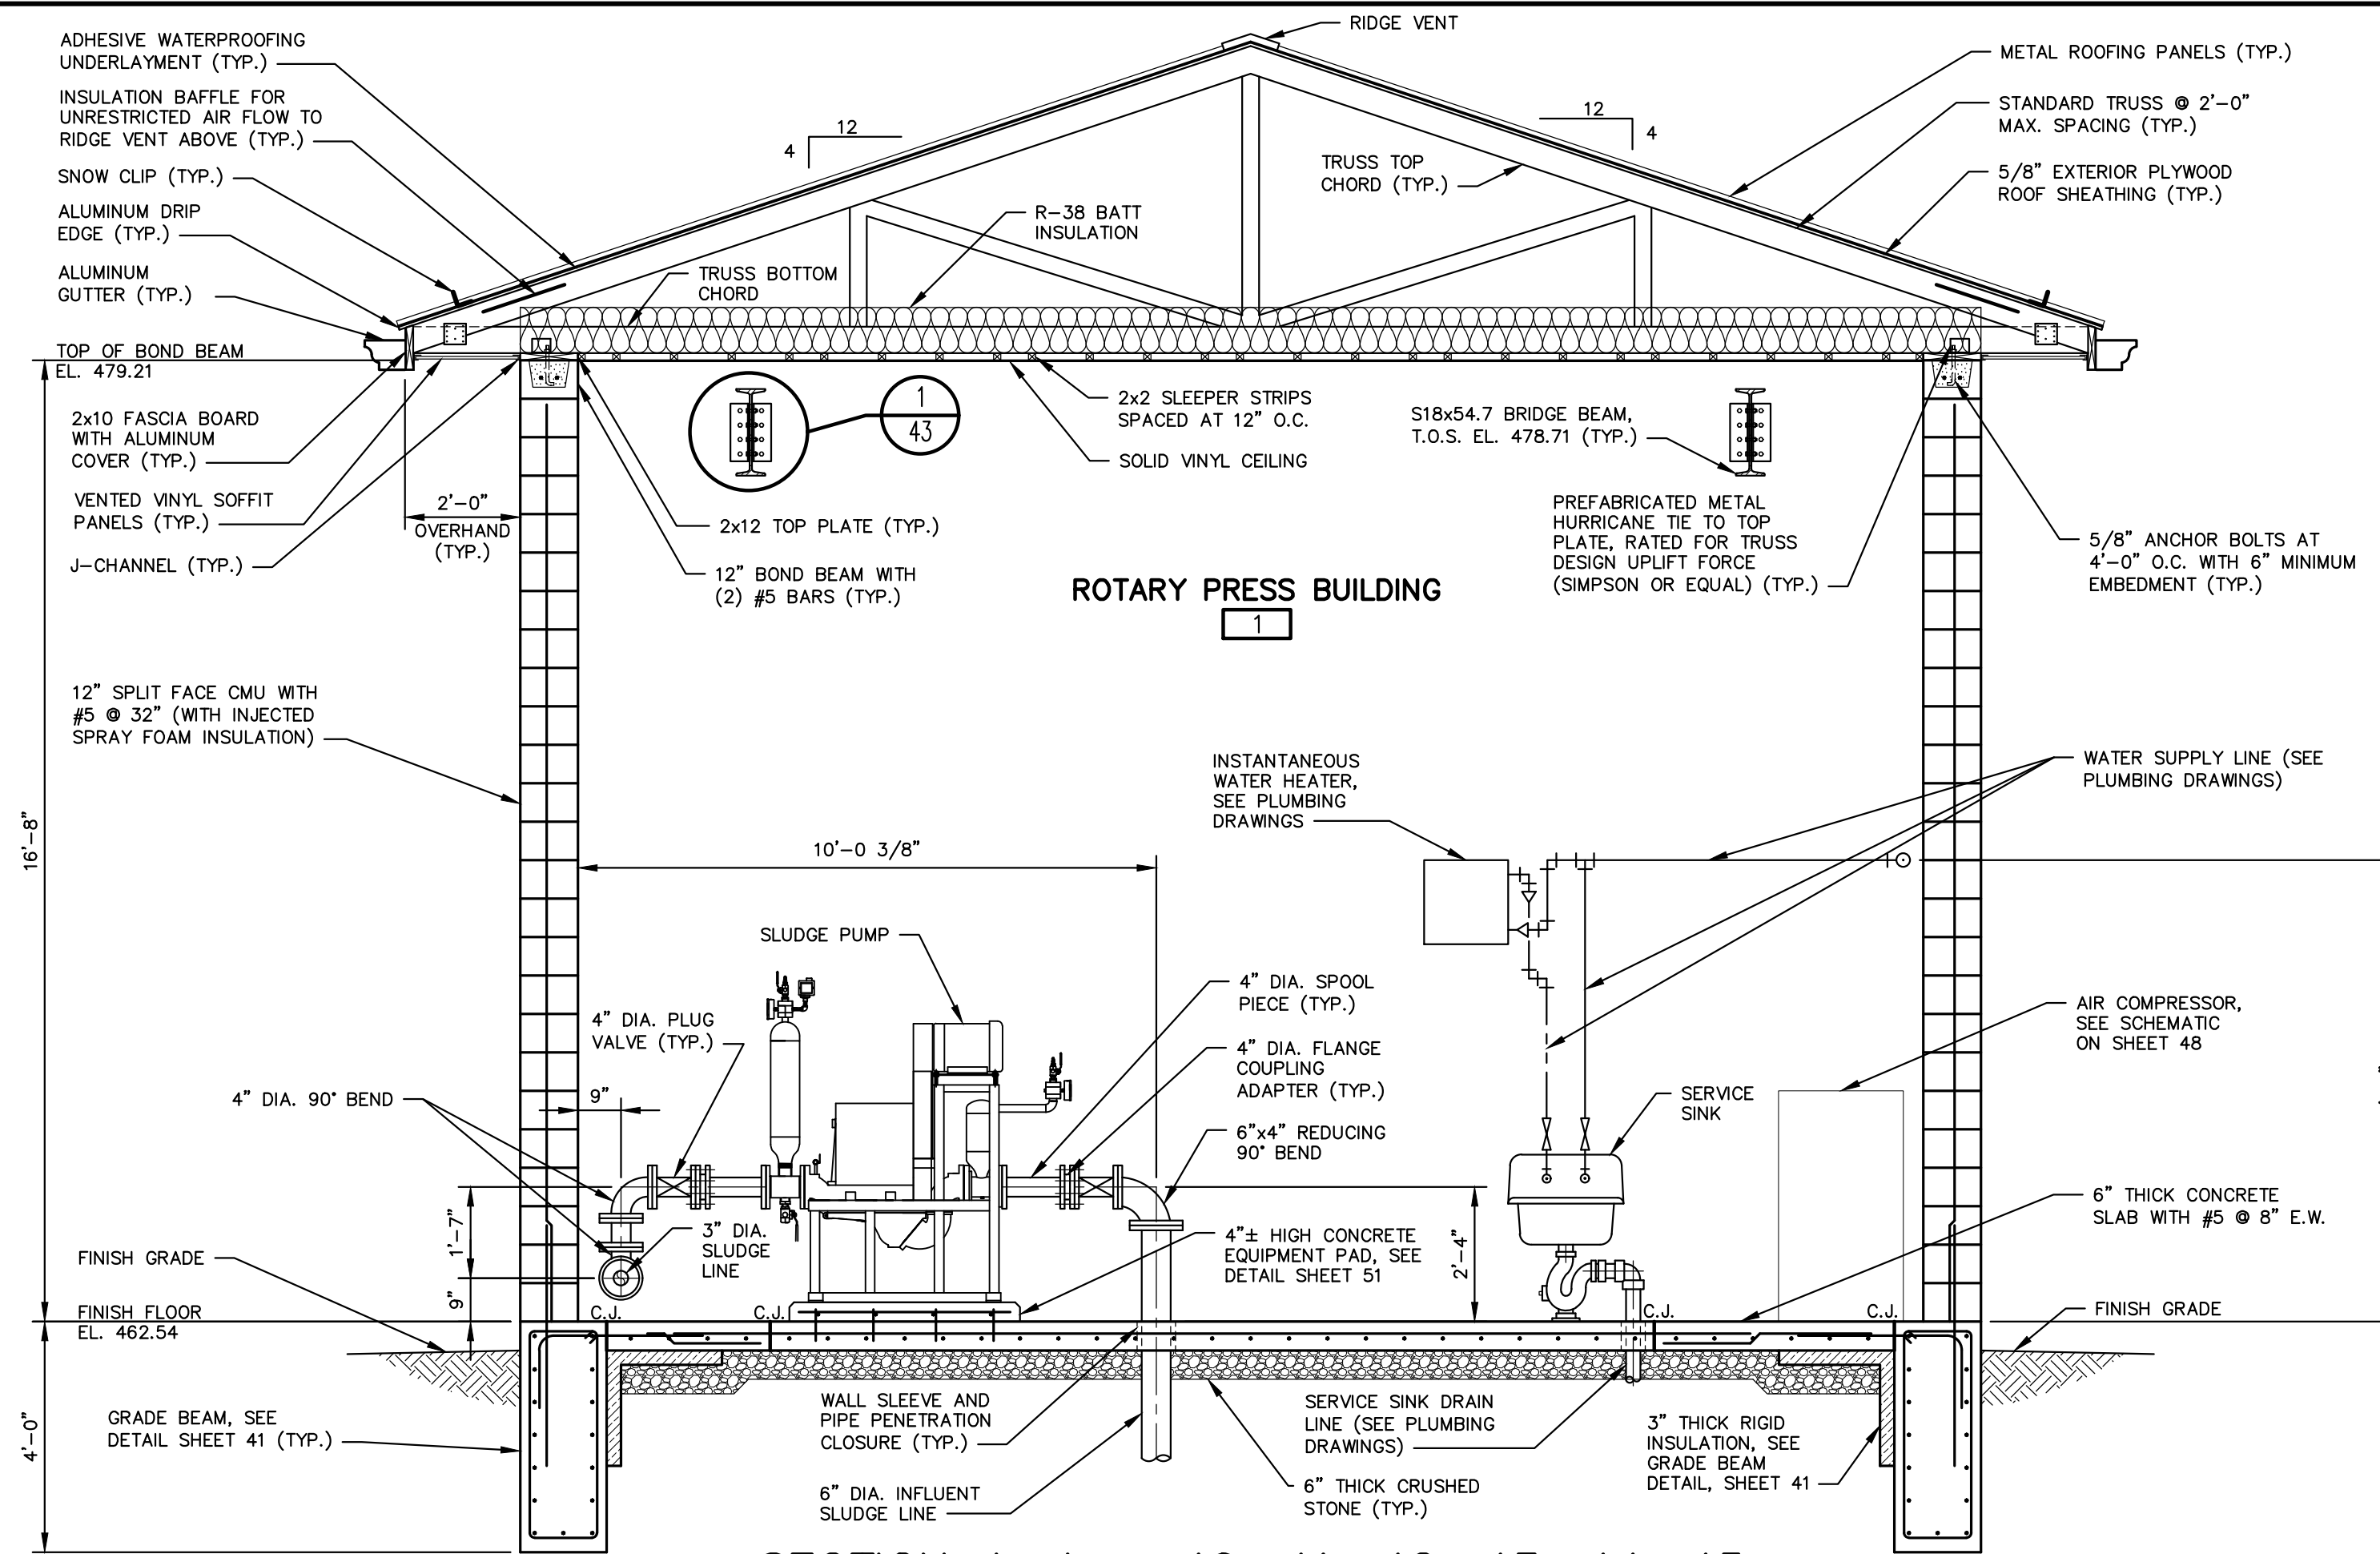 RIDGE VENT
ADHESIVE WATERPROOFING
UNDERLAYMENT (TYP.)
INSULATION BAFFLE FOR
UNRESTRICTED AIR FLOW TO
RIDGE VENT ABOVE (TYP.)
SNOW CLIP (TYP.)
ALUMINUM DRIP
EDGE (TYP.)
ALUMINUM
GUTTER (TYP.)
TOP OF BOND BEAM
EL. 479.21
2x10 FASCIA BOARD
WITH ALUMINUM
COVER (TYP.)
VENTED VINYL SOFFIT
PANELS (TYP.)
J-CHANNEL (TYP.)
2'-0"
OVERHAND
(TYP.)
12
4
12
4
TRUSS TOP
CHORD (TYP.)
R-38 BATT
INSULATION
TRUSS BOTTOM
CHORD
METAL ROOFING PANELS (TYP.)
STANDARD TRUSS @ 2'-0"
MAX. SPACING (TYP.)
5/8" EXTERIOR PLYWOOD
ROOF SHEATHING (TYP.)
1
43
2x2 SLEEPER STRIPS
SPACED AT 12" O.C.
SOLID VINYL CEILING
S18x54.7 BRIDGE BEAM,
T.O.S. EL. 478.71 (TYP.)
2x12 TOP PLATE (TYP.)
12" BOND BEAM WITH
(2) #5 BARS (TYP.)
PREFABRICATED METAL
HURRICANE TIE TO TOP
PLATE, RATED FOR TRUSS
DESIGN UPLIFT FORCE
(SIMPSON OR EQUAL) (TYP.)
5/8" ANCHOR BOLTS AT
4'-0" O.C. WITH 6" MINIMUM
EMBEDMENT (TYP.)
ROTARY PRESS BUILDING
1
12" SPLIT FACE CMU WITH
#5 @ 32" (WITH INJECTED
SPRAY FOAM INSULATION)
16'-8"
10'-0 3/8"
INSTANTANEOUS
WATER HEATER,
SEE PLUMBING
DRAWINGS
WATER SUPPLY LINE (SEE
PLUMBING DRAWINGS)
SLUDGE PUMP
4" DIA. PLUG
VALVE (TYP.)
4" DIA. SPOOL
PIECE (TYP.)
4" DIA. FLANGE
COUPLING
ADAPTER (TYP.)
6"x4" REDUCING
90° BEND
AIR COMPRESSOR,
SEE SCHEMATIC
ON SHEET 48
SERVICE
SINK
4" DIA. 90° BEND
9"
1'-7"
9"
3" DIA.
SLUDGE
LINE
4"± HIGH CONCRETE
EQUIPMENT PAD, SEE
DETAIL SHEET 51
2'-4"
6" THICK CONCRETE
SLAB WITH #5 @ 8" E.W.
FINISH GRADE
FINISH GRADE
FINISH FLOOR
EL. 462.54
C.J.
C.J.
C.J.
C.J.
4'-0"
GRADE BEAM, SEE
DETAIL SHEET 41 (TYP.)
WALL SLEEVE AND
PIPE PENETRATION
CLOSURE (TYP.)
6" DIA. INFLUENT
SLUDGE LINE
SERVICE SINK DRAIN
LINE (SEE PLUMBING
DRAWINGS)
6" THICK CRUSHED
STONE (TYP.)
3" THICK RIGID
INSULATION, SEE
GRADE BEAM
DETAIL, SHEET 41